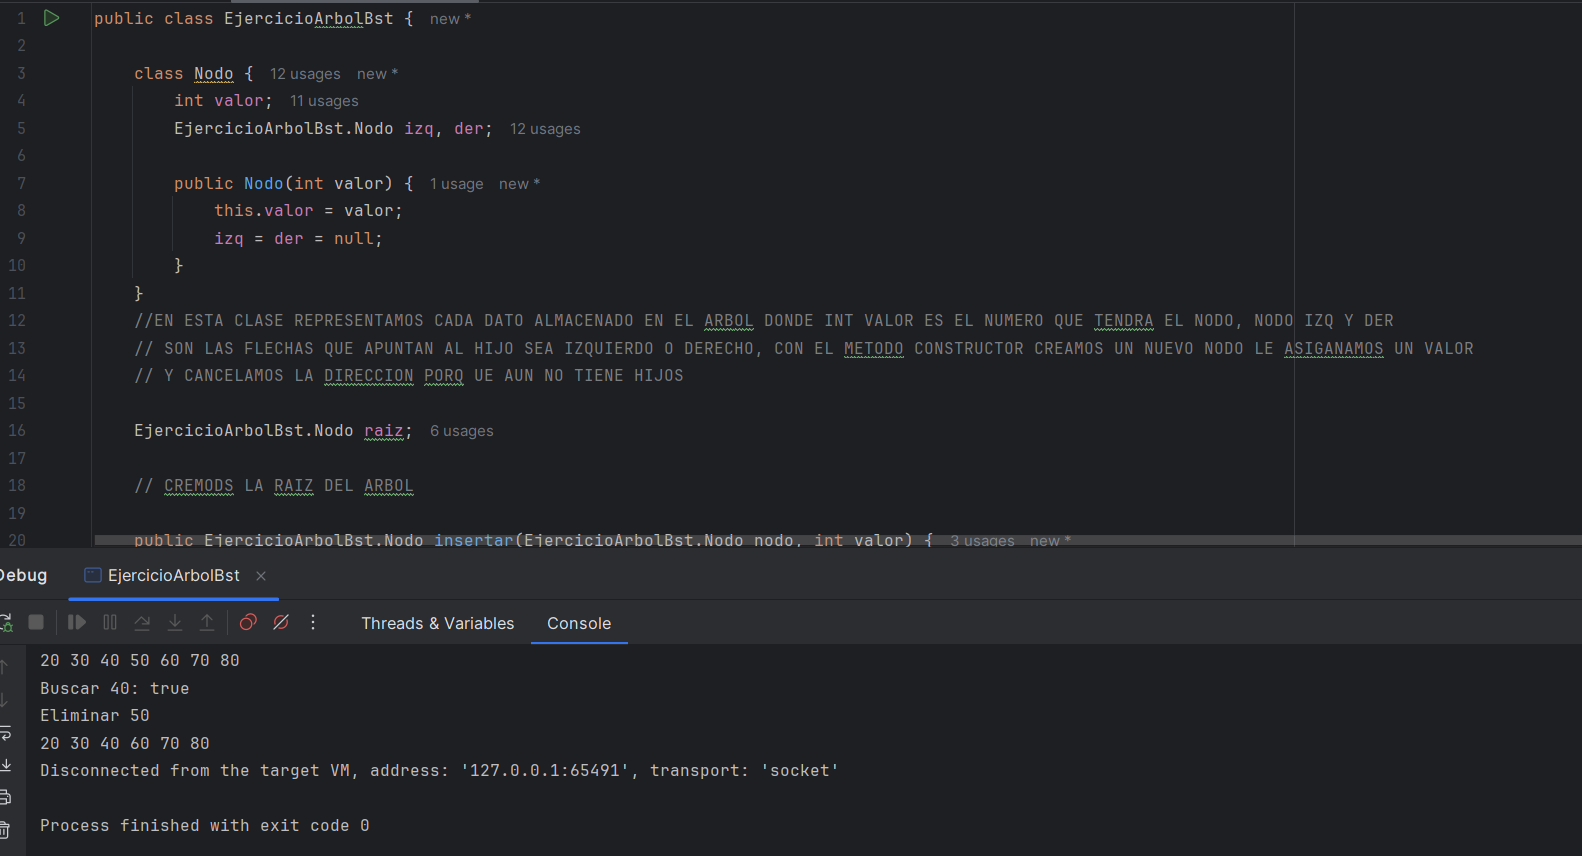 1 public class EjercicioArbolBst { new *
2
3 class Nodo { 12 usages new *
4 int valor; 11 usages
5 EjercicioArbolBst.Nodo izq, der; 12 usages
6
7 public Nodo(int valor) { 1 usage new *
8 this.valor = valor;
9 izq = der = null;
10 }
11 }
12 //EN ESTA CLASE REPRESENTAMOS CADA DATO ALMACENADO EN EL ARBOL DONDE INT VALOR ES EL NUMERO QUE TENDRA EL NODO, NODO IZQ Y DER
13 // SON LAS FLECHAS QUE APUNTAN AL HIJO SEA IZQUIERDO O DERECHO, CON EL METODO CONSTRUCTOR CREAMOS UN NUEVO NODO LE ASIGANAMOS UN VALOR
14 // Y CANCELAMOS LA DIRECCION PORQ UE AUN NO TIENE HIJOS
15
16 EjercicioArbolBst.Nodo raiz; 6 usages
17
18 // CREMODS LA RAIZ DEL ARBOL
19
20 public EjercicioArbolBst.Nodo insertar(EjercicioArbolBst.Nodo nodo, int valor) { 3 usages new *
Debug EjercicioArbolBst ×
Threads & Variables Console
20 30 40 50 60 70 80
Buscar 40: true
Eliminar 50
20 30 40 60 70 80
Disconnected from the target VM, address: '127.0.0.1:65491', transport: 'socket'
Process finished with exit code 0